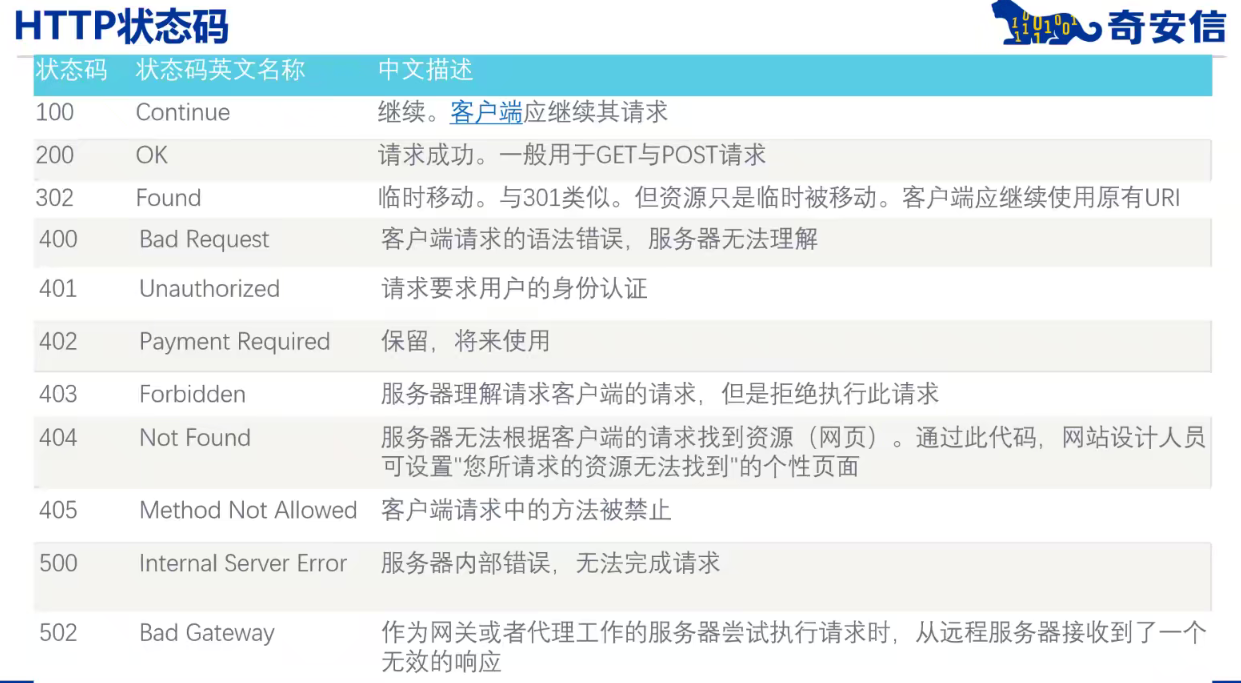 HTTP状态码
奇安信
状态码 状态码英文名称 中文描述
100 Continue 继续。客户端应继续其请求
200 OK 请求成功。一般用于GET与POST请求
302 Found 临时移动。与301类似。但资源只是临时被移动。客户端应继续使用原有URI
400 Bad Request 客户端请求的语法错误，服务器无法理解
401 Unauthorized 请求要求用户的身份认证
402 Payment Required 保留，将来使用
403 Forbidden 服务器理解请求客户端的请求，但是拒绝执行此请求
404 Not Found 服务器无法根据客户端的请求找到资源（网页）。通过此代码，网站设计人员
可设置"您所请求的资源无法找到"的个性页面
405 Method Not Allowed 客户端请求中的方法被禁止
500 Internal Server Error 服务器内部错误，无法完成请求
502 Bad Gateway 作为网关或者代理工作的服务器尝试执行请求时，从远程服务器接收到了一个
无效的响应